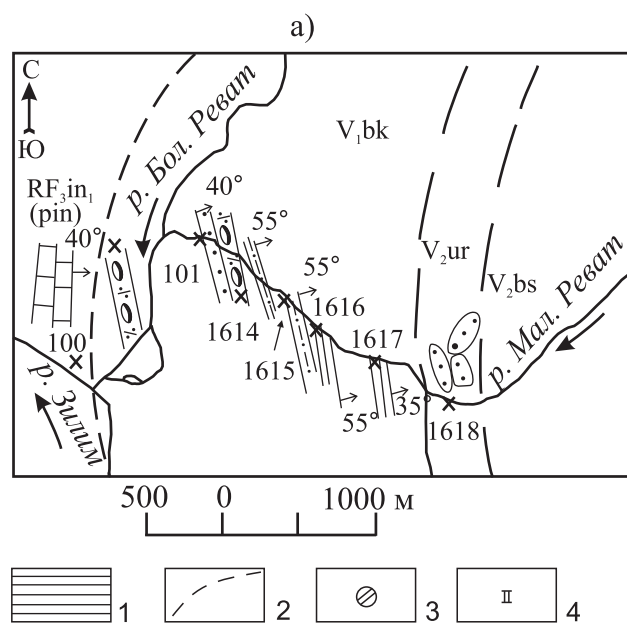 а)
С
Ю
р. Бол. Реват
V₁bk
RF₃in₁
(pin)
40°
40°
55°
55°
V₂ur
V₂bs
р. Мал. Реват
101
1614
1615
1616
1617
100
55°
35°
1618
р. Зилим
500 0 1000 м
1 2 3 4